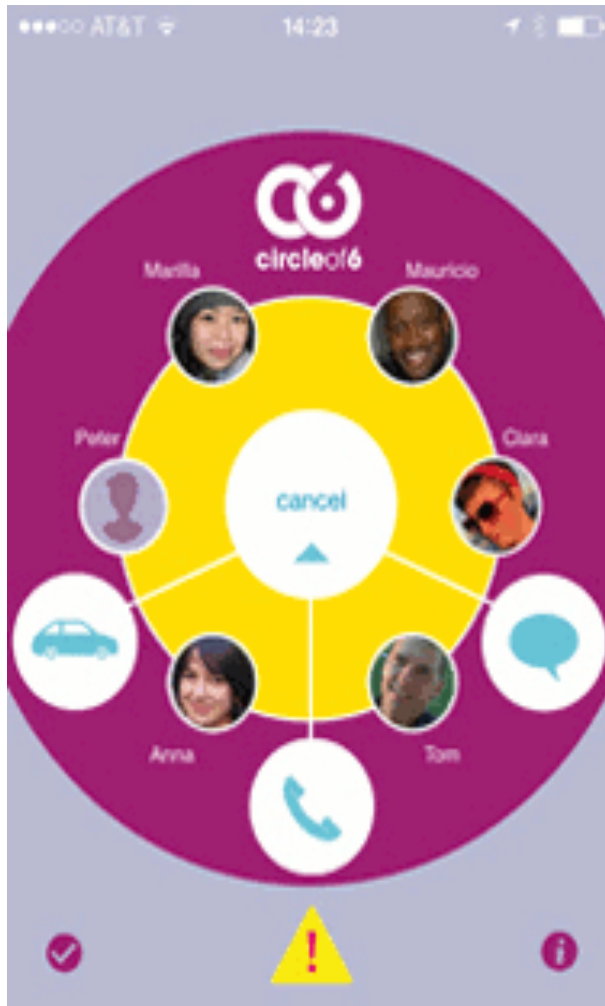 AT&T 14:23
circleof6
Marilla Mauricio
Peter Clara
cancel
Anna Tom